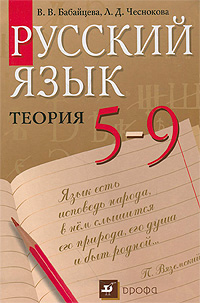 В. В. Бабайцева, Л. Д. Чеснокова
РУССКИЙ
ЯЗЫК
ТЕОРИЯ
5-9
Язык есть
исповедь народа,
в нём слышится
его природа, его душа
и быт родной...
П. Вяземский
ДРОФА